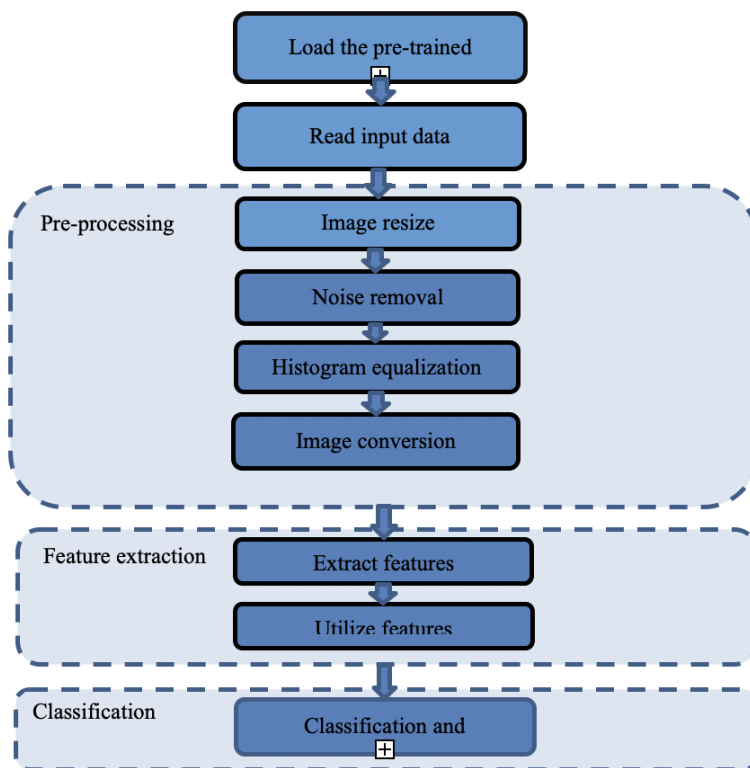 Load the pre-trained
Read input data
Pre-processing
Image resize
Noise removal
Histogram equalization
Image conversion
Feature extraction
Extract features
Utilize features
Classification
Classification and